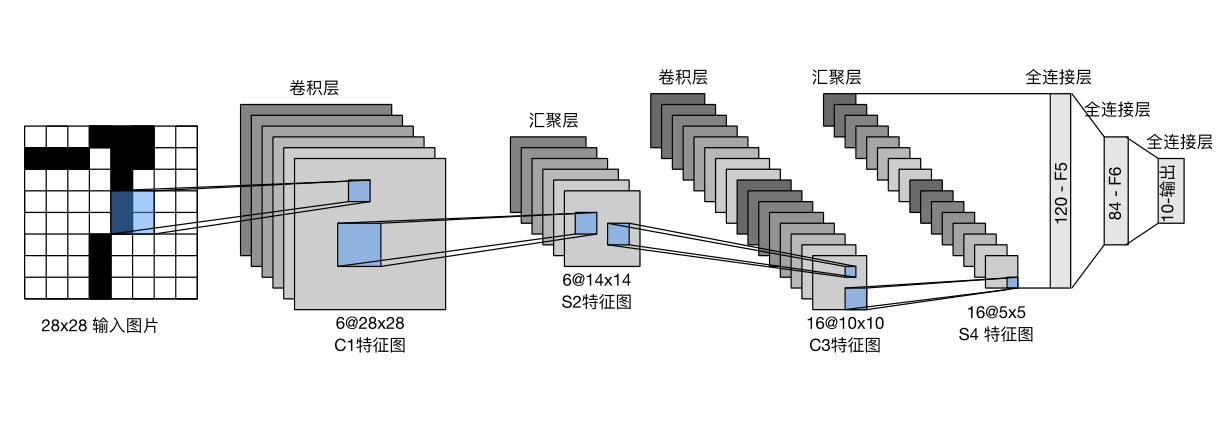 卷积层
28x28 输入图片
6@28x28
C1特征图
汇聚层
6@14x14
S2特征图
卷积层
16@10x10
C3特征图
汇聚层
16@5x5
S4 特征图
全连接层
120 - F5
全连接层
84 - F6
全连接层
10-输出